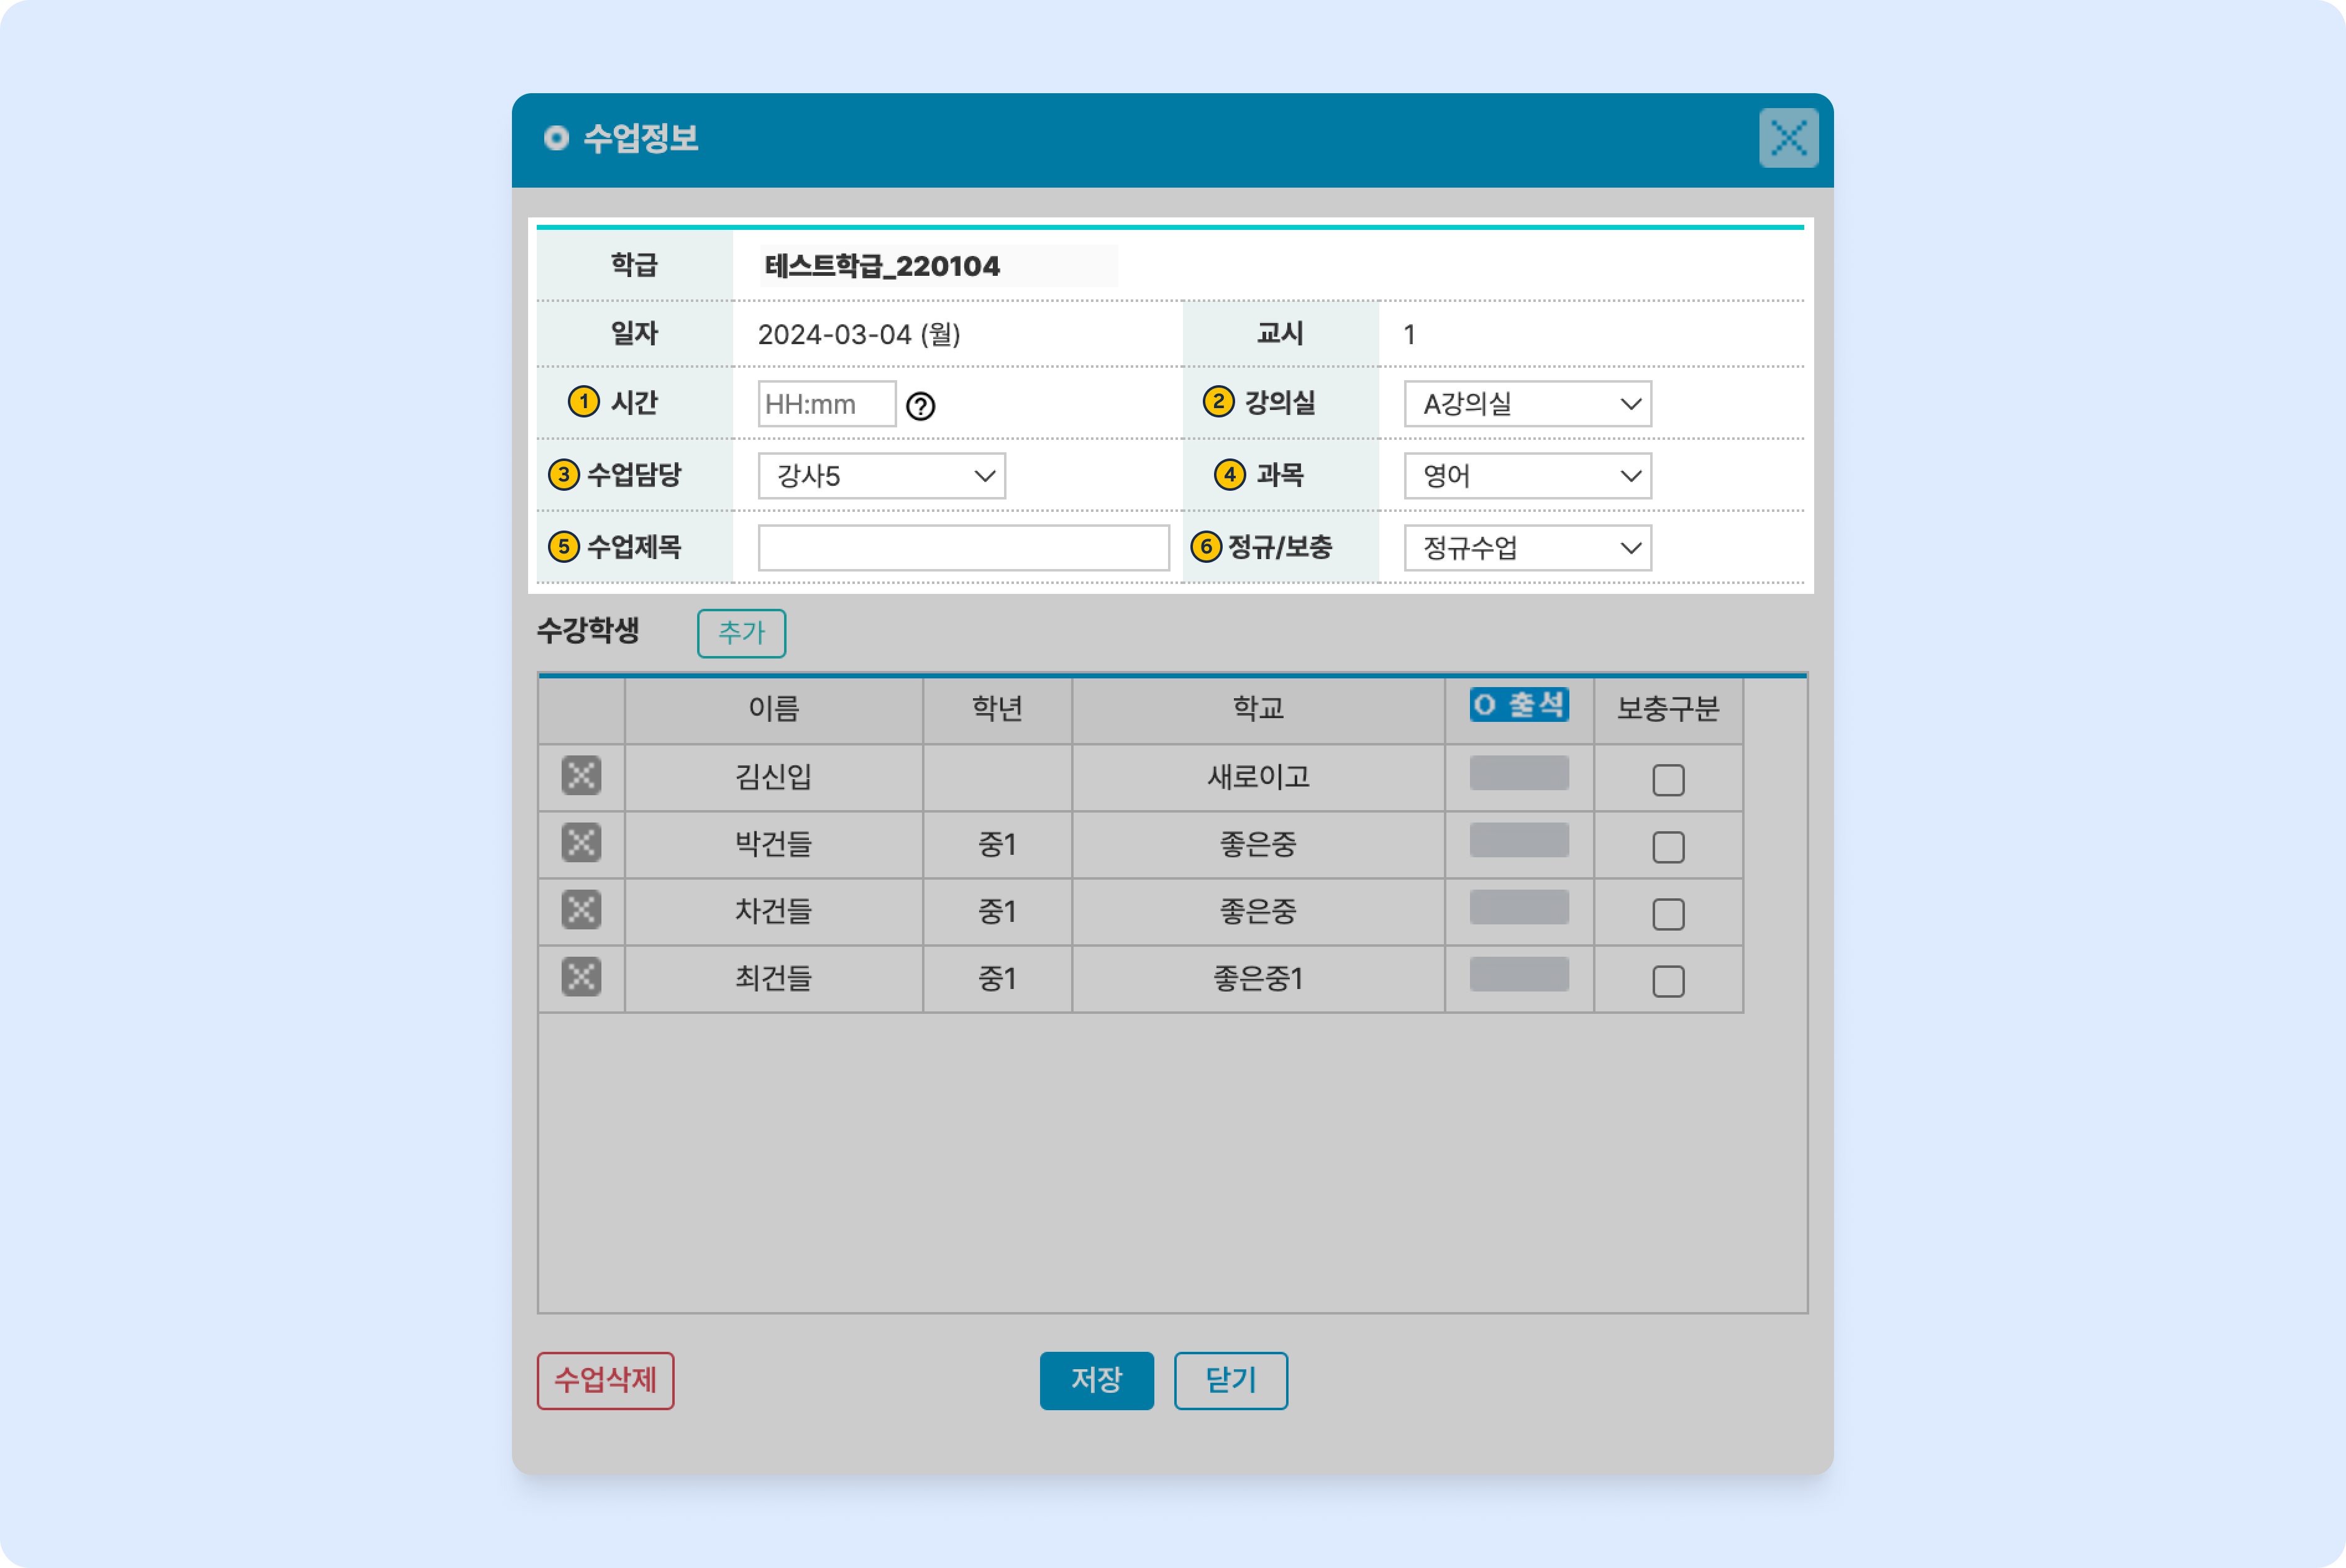 수업정보
학급 테스트학급_220104
일자 2024-03-04 (월) 교시 1
1 시간 HH:mm ? 2 강의실 A강의실
3 수업담당 강사5 4 과목 영어
5 수업제목 6 정규/보충 정규수업
수강학생 추가
이름 학년 학교 O 출석 보충구분
김신입 새로이고
박건들 중1 좋은중
차건들 중1 좋은중
최건들 중1 좋은중1
수업삭제 저장 닫기